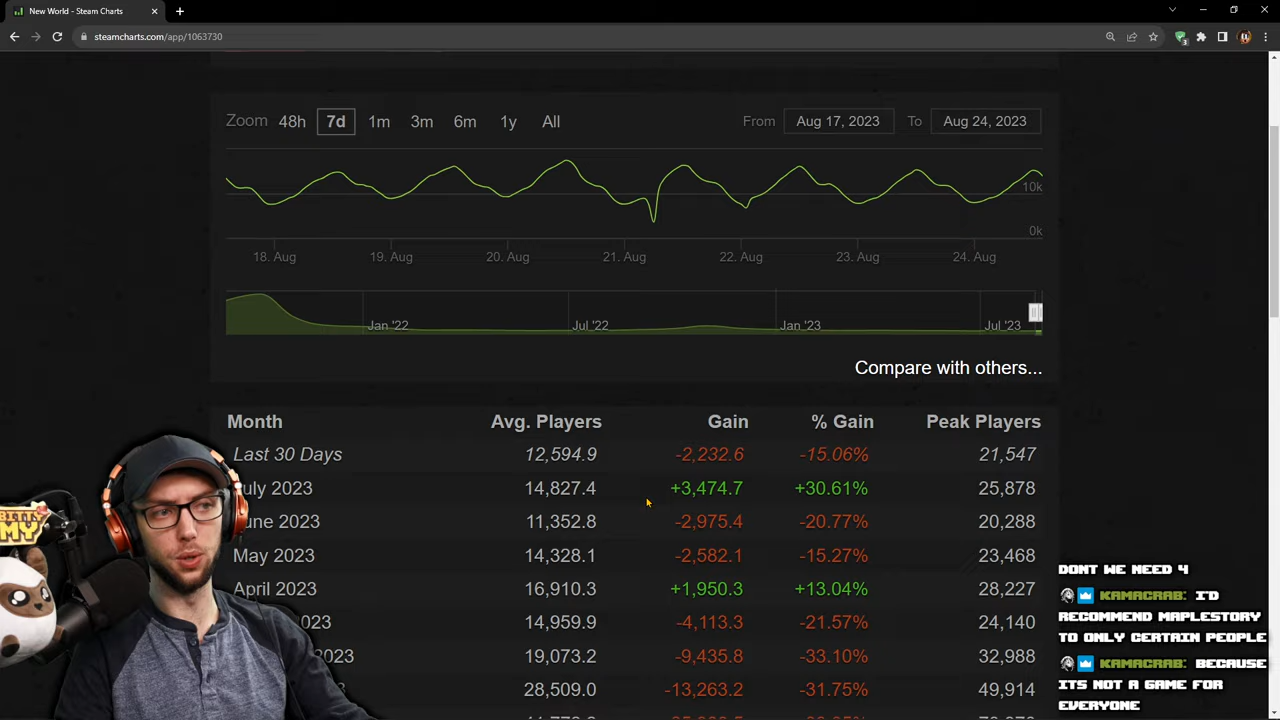 New World - Steam Charts
steamcharts.com/app/1063730
Zoom 48h 7d 1m 3m 6m 1y All From Aug 17, 2023 To Aug 24, 2023
10k
0k
18. Aug 19. Aug 20. Aug 21. Aug 22. Aug 23. Aug 24. Aug
Jan '22 Jul '22 Jan '23 Jul '23
Compare with others...
Month Avg. Players Gain % Gain Peak Players
Last 30 Days 12,594.9 -2,232.6 -15.06% 21,547
July 2023 14,827.4 +3,474.7 +30.61% 25,878
June 2023 11,352.8 -2,975.4 -20.77% 20,288
May 2023 14,328.1 -2,582.1 -15.27% 23,468
April 2023 16,910.3 +1,950.3 +13.04% 28,227
2023 14,959.9 -4,113.3 -21.57% 24,140
2023 19,073.2 -9,435.8 -33.10% 32,988
28,509.0 -13,263.2 -31.75% 49,914
BITTY
MY
DONT WE NEED 4
KAMACRAB: I'D
RECOMMEND MAPLESTORY
TO ONLY CERTAIN PEOPLE
KAMACRAB: BECAUSE
ITS NOT A GAME FOR
EVERYONE